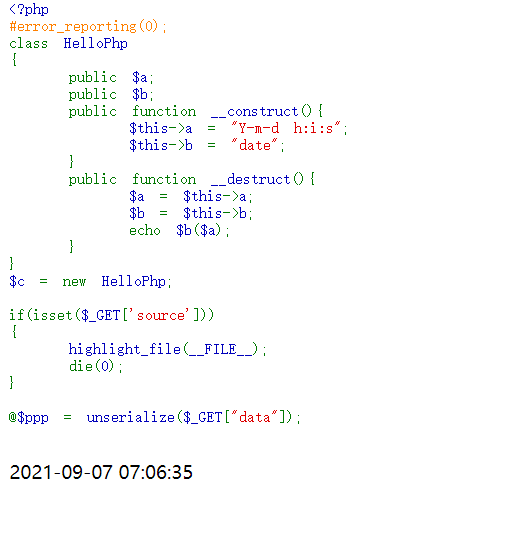 <?php
#error_reporting(0);
class HelloPhp
{
public $a;
public $b;
public function __construct(){
$this->a = "Y-m-d h:i:s";
$this->b = "date";
}
public function __destruct(){
$a = $this->a;
$b = $this->b;
echo $b($a);
}
}
$c = new HelloPhp;
if(isset($_GET['source']))
{
highlight_file(__FILE__);
die(0);
}
@$ppp = unserialize($_GET["data"]);
2021-09-07 07:06:35